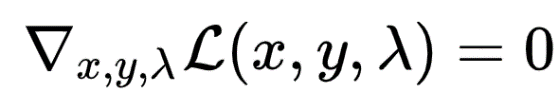 ∇x,y,λ ℒ(x, y, λ) = 0